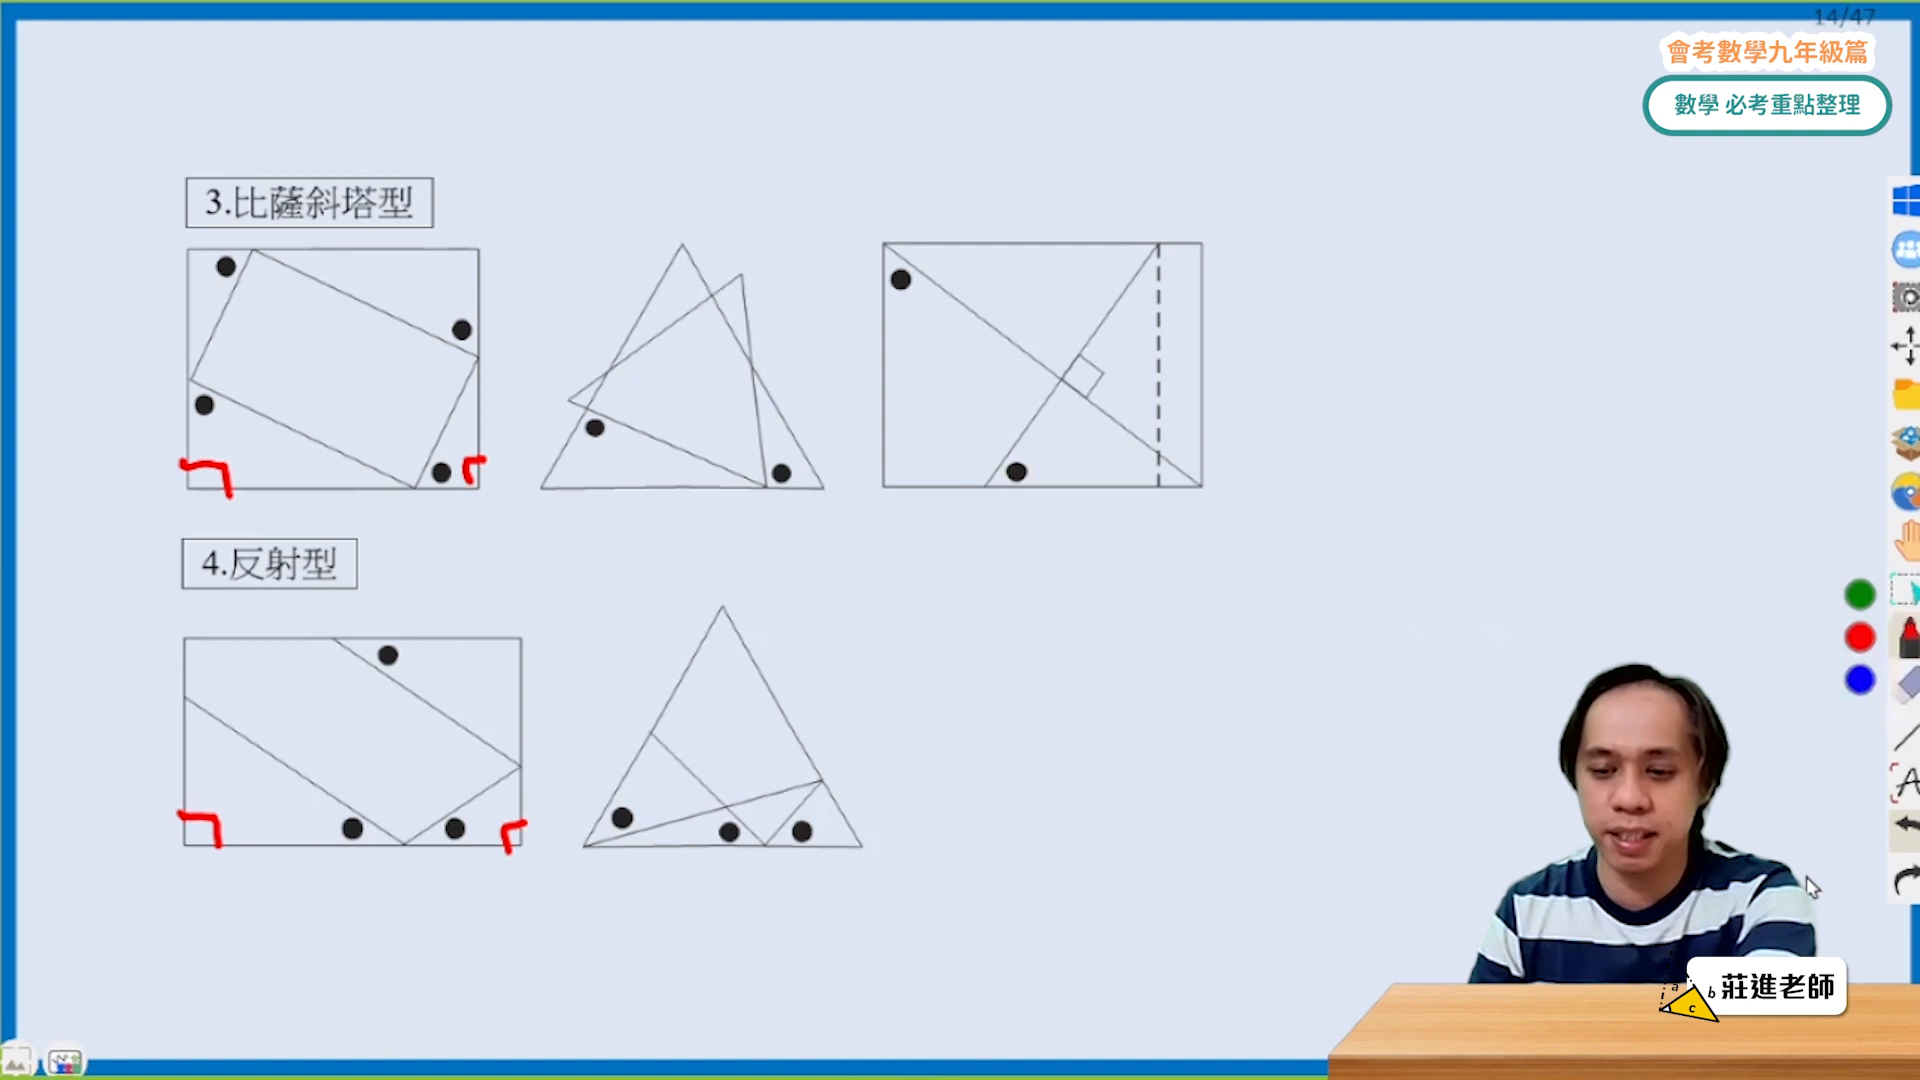 14/47
會考數學九年級篇
數學 必考重點整理
3.比薩斜塔型
4.反射型
A
a
b
c
莊進老師